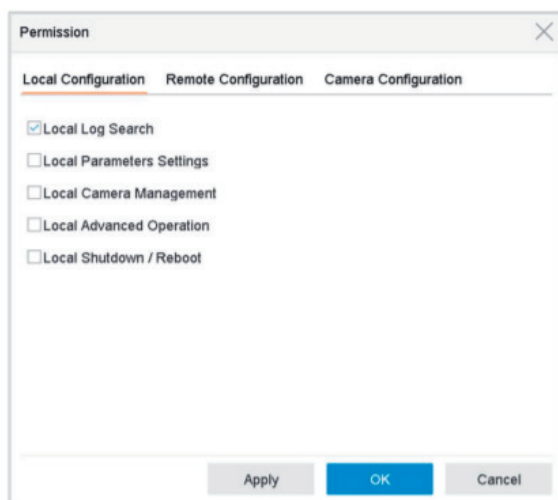 Permission
Local Configuration Remote Configuration Camera Configuration
Local Log Search
Local Parameters Settings
Local Camera Management
Local Advanced Operation
Local Shutdown / Reboot
Apply OK Cancel